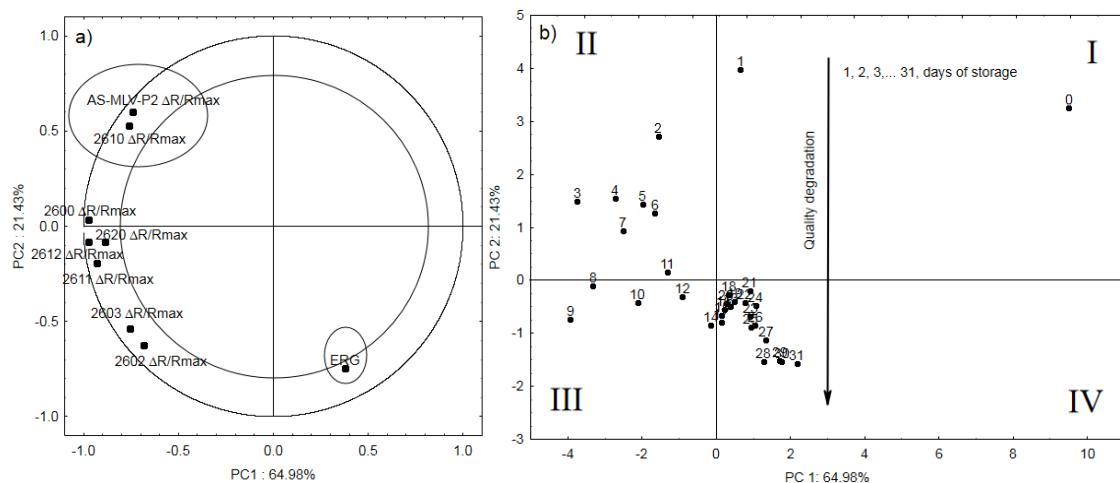 a)
1.0
0.5
0.0
-0.5
-1.0
PC2 : 21.43%
AS-MLV-P2 ΔR/Rmax
2610 ΔR/Rmax
2600 ΔR/Rmax
2620 ΔR/Rmax
2612 ΔR/Rmax
2611 ΔR/Rmax
2603 ΔR/Rmax
2602 ΔR/Rmax
ERG
-1.0 -0.5 0.0 0.5 1.0
PC1 : 64.98%
b)
II
I
5
4
3
2
1
0
-1
-2
-3
PC 2: 21.43%
1, 2, 3,... 31, days of storage
Quality degradation
0
1
2
3
4
5
6
7
8
9
10
11
12
14
18
21
22
24
26
27
28
31
III
IV
-4 -2 0 2 4 6 8 10
PC 1: 64.98%